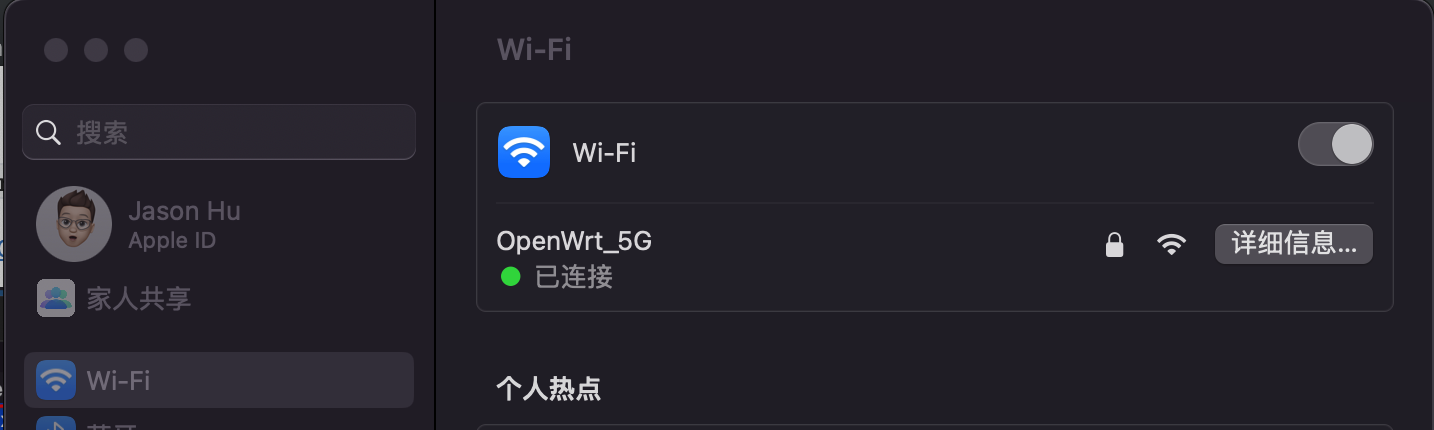 Wi-Fi
搜索
Wi-Fi
Jason Hu
Apple ID
OpenWrt_5G
详细信息...
已连接
家人共享
Wi-Fi
个人热点